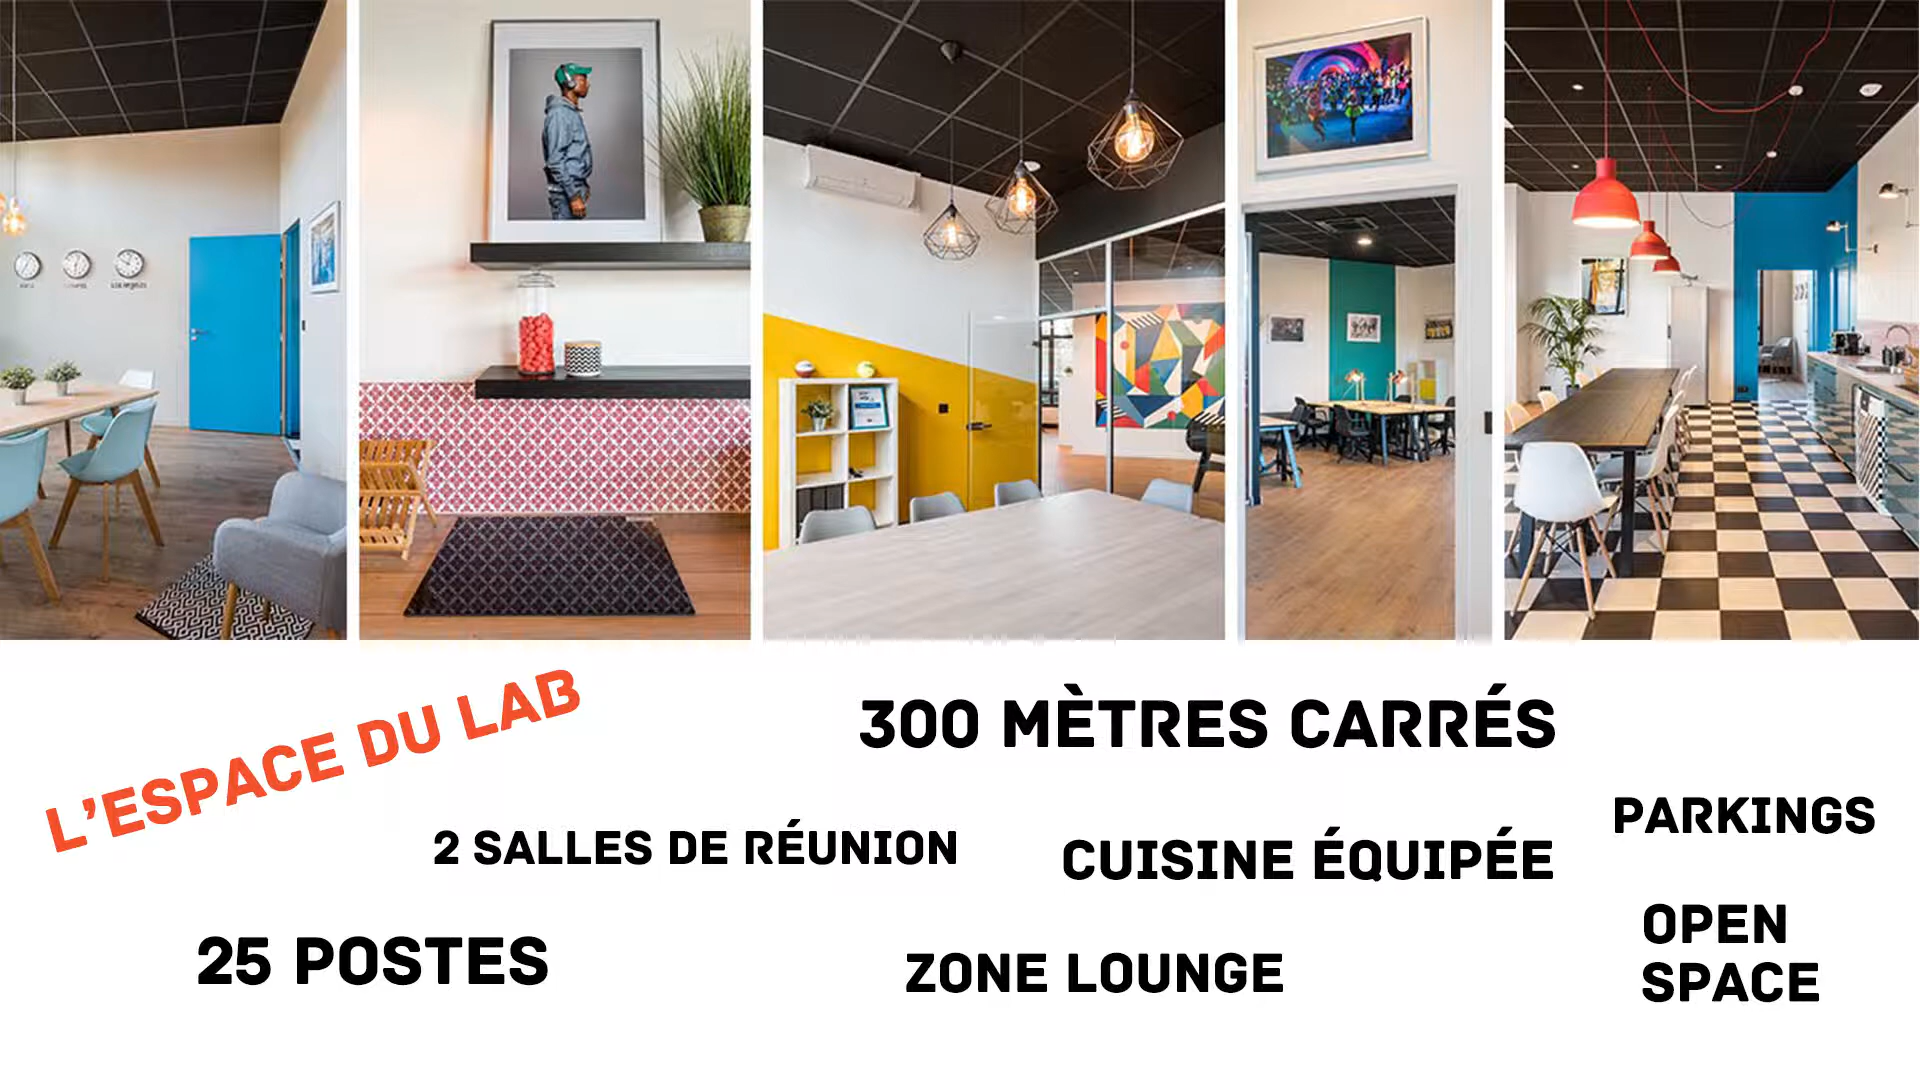 L'ESPACE DU LAB
300 MÈTRES CARRÉS
PARKINGS
2 SALLES DE RÉUNION
CUISINE ÉQUIPÉE
25 POSTES
ZONE LOUNGE
OPEN
SPACE